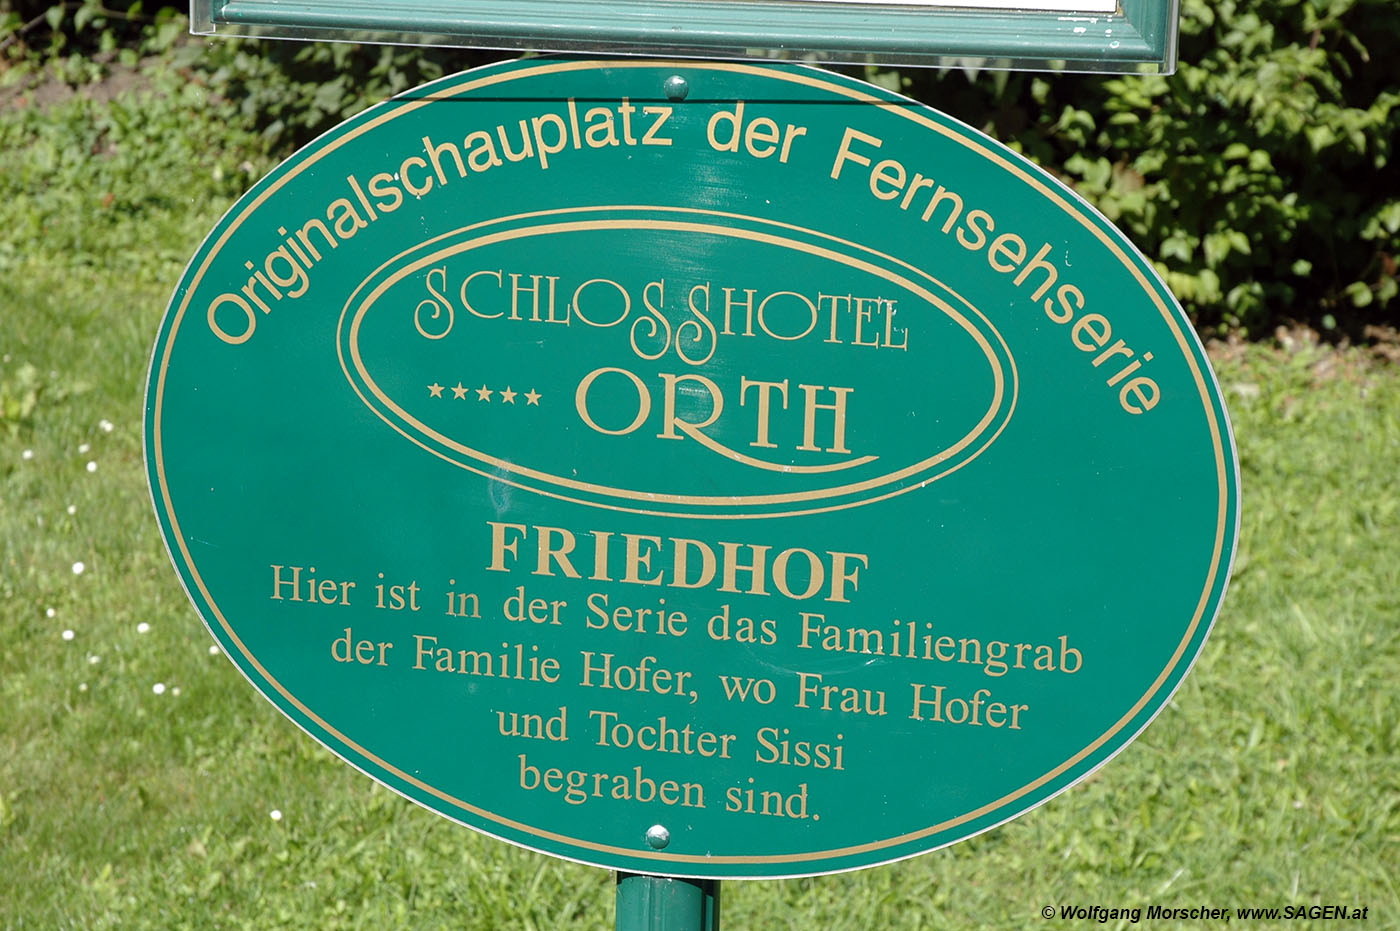 Originalschauplatz der Fernsehserie
SCHLOSSHOTEL
★★★★★ ORTH
FRIEDHOF
Hier ist in der Serie das Familiengrab
der Familie Hofer, wo Frau Hofer
und Tochter Sissi
begraben sind.
© Wolfgang Morscher, www.SAGEN.at